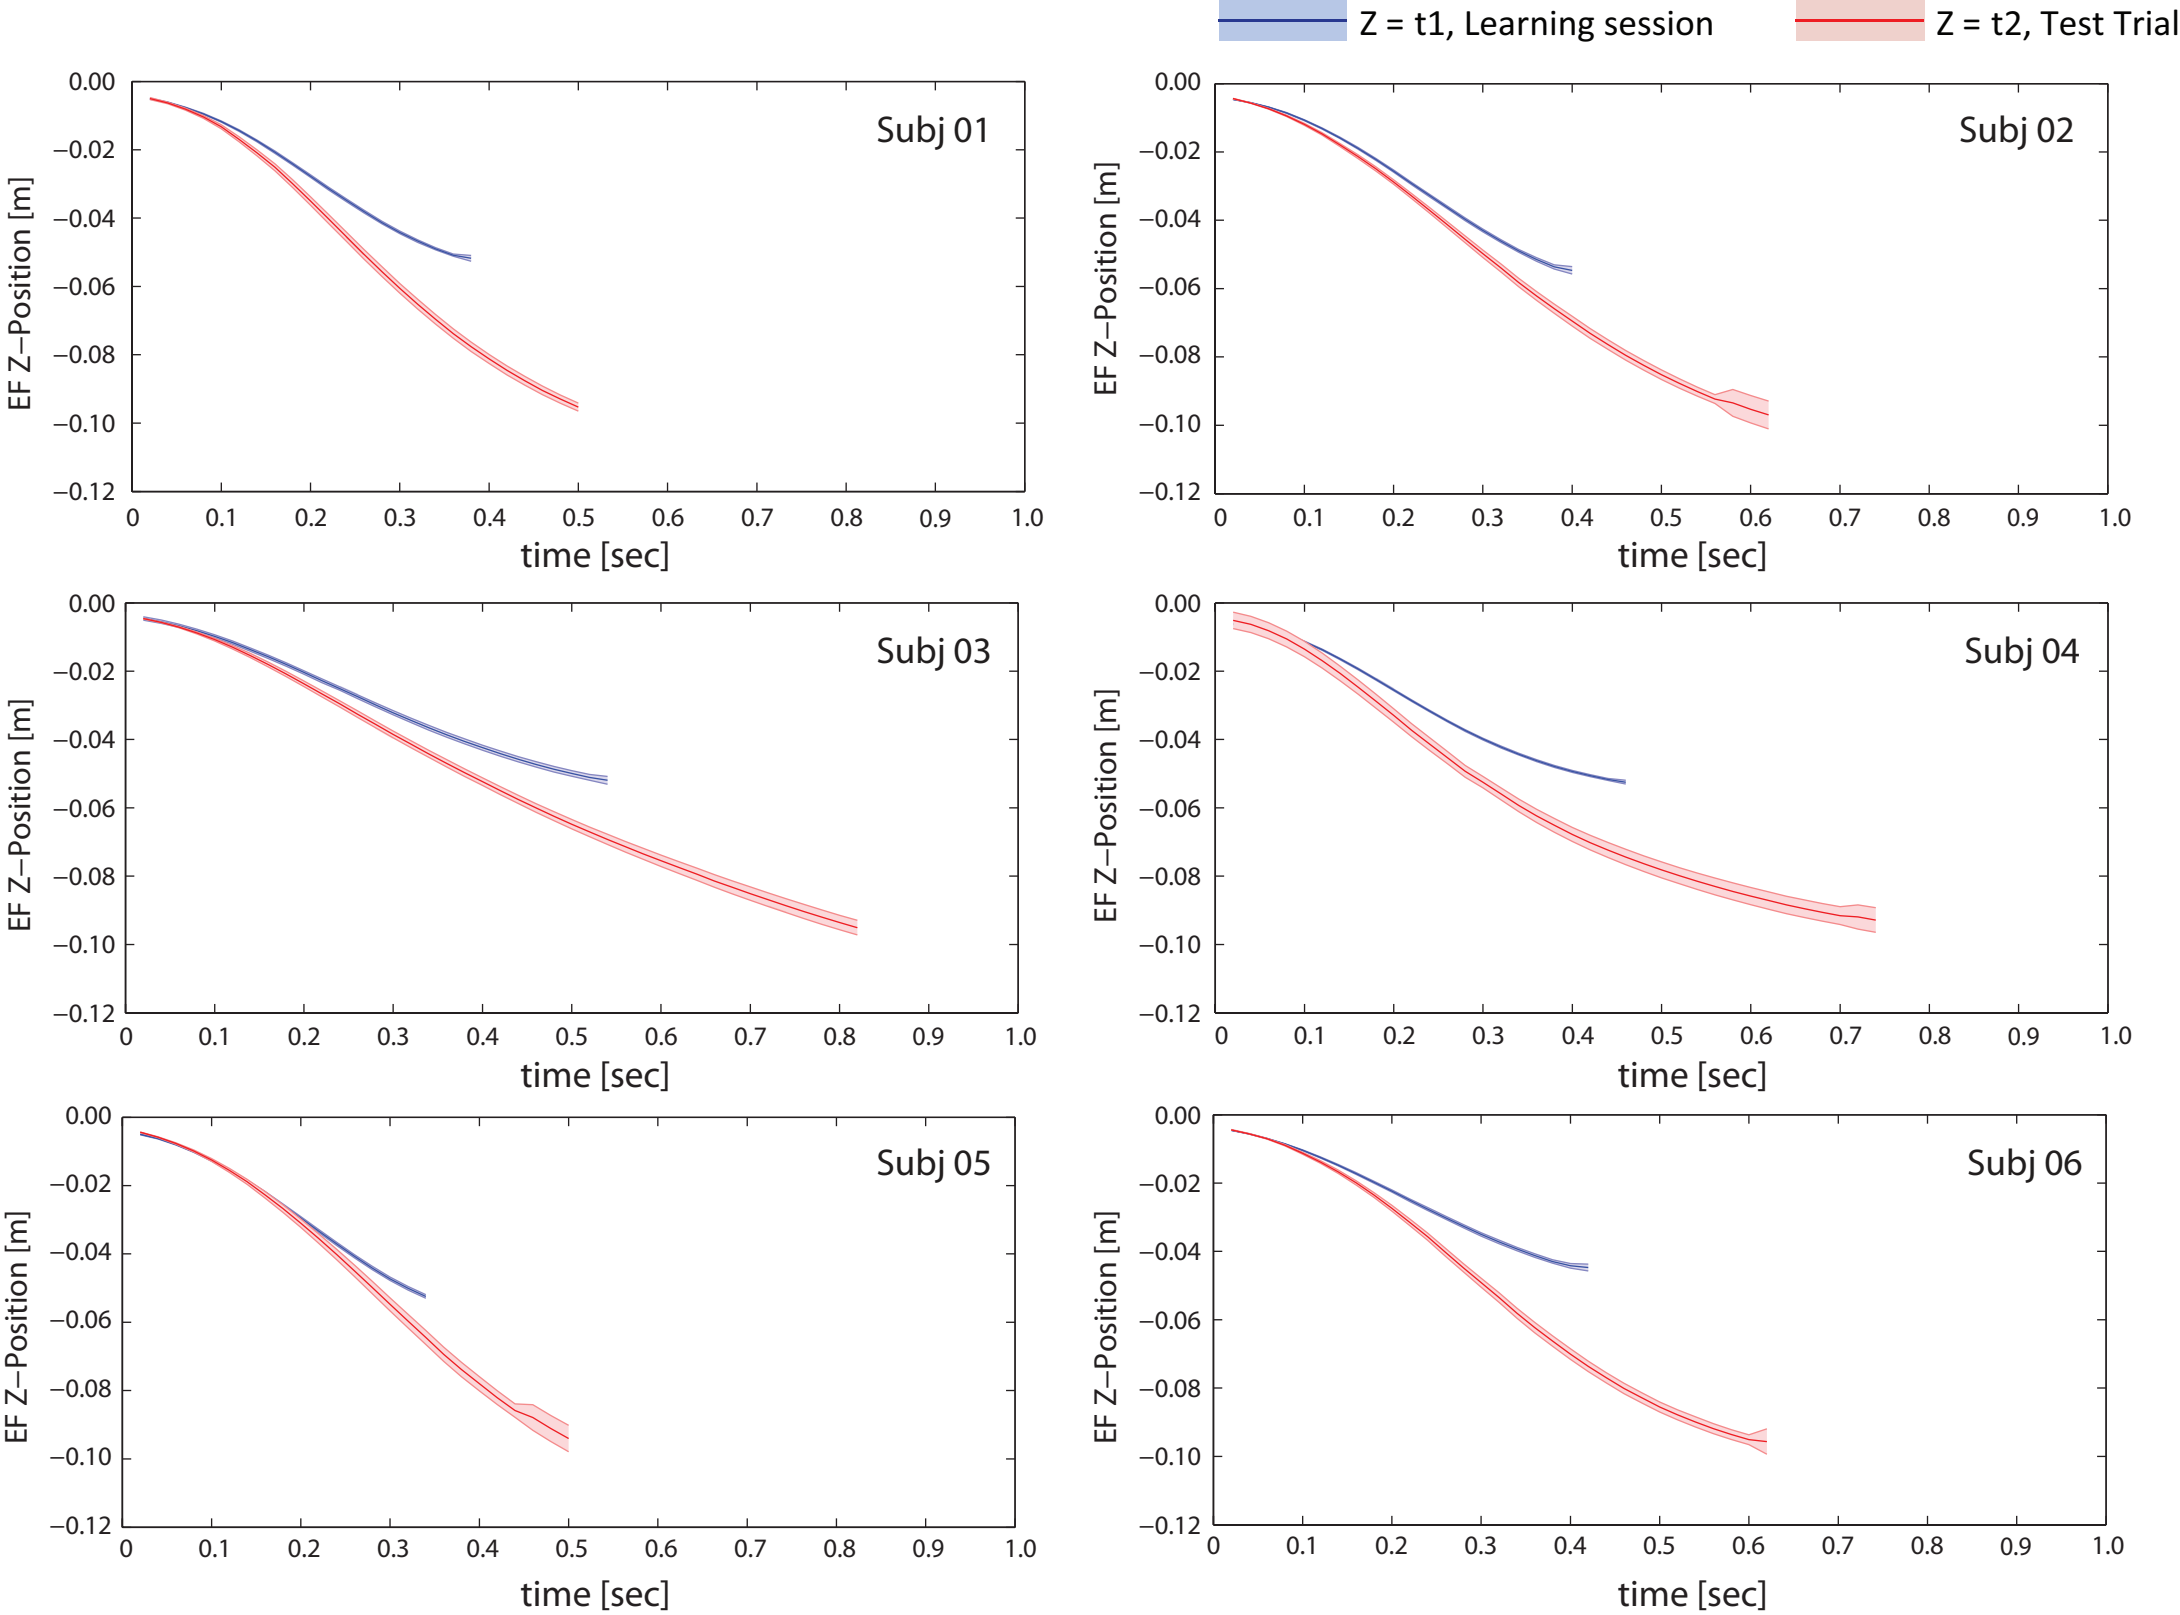 Z = t1, Learning session
Z = t2, Test Trial
0.00
−0.02
−0.04
−0.06
−0.08
−0.10
−0.12
EF Z−Position [m]
Subj 01
0 0.1 0.2 0.3 0.4 0.5 0.6 0.7 0.8 0.9 1.0
time [sec]
0.00
−0.02
−0.04
−0.06
−0.08
−0.10
−0.12
EF Z−Position [m]
Subj 02
0 0.1 0.2 0.3 0.4 0.5 0.6 0.7 0.8 0.9 1.0
time [sec]
0.00
−0.02
−0.04
−0.06
−0.08
−0.10
−0.12
EF Z−Position [m]
Subj 03
0 0.1 0.2 0.3 0.4 0.5 0.6 0.7 0.8 0.9 1.0
time [sec]
0.00
−0.02
−0.04
−0.06
−0.08
−0.10
−0.12
EF Z−Position [m]
Subj 04
0 0.1 0.2 0.3 0.4 0.5 0.6 0.7 0.8 0.9 1.0
time [sec]
0.00
−0.02
−0.04
−0.06
−0.08
−0.10
−0.12
EF Z−Position [m]
Subj 05
0 0.1 0.2 0.3 0.4 0.5 0.6 0.7 0.8 0.9 1.0
time [sec]
0.00
−0.02
−0.04
−0.06
−0.08
−0.10
−0.12
EF Z−Position [m]
Subj 06
0 0.1 0.2 0.3 0.4 0.5 0.6 0.7 0.8 0.9 1.0
time [sec]